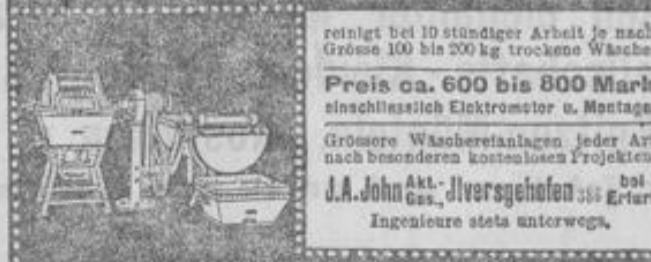 reinigt bei 10 stündiger Arbeit je nach
Grösse 100 bis 200 kg trockene Wäsche
Preis ca. 600 bis 800 Mark
einschliesslich Elektromotor u. Montage
Grössere Wäschereianlagen jeder Art
nach besonderen kostenlosen Projekten
J.A. John Akt.-Ges., Ilversgehofen bei Erfurt
Ingenieure stets unterwegs.